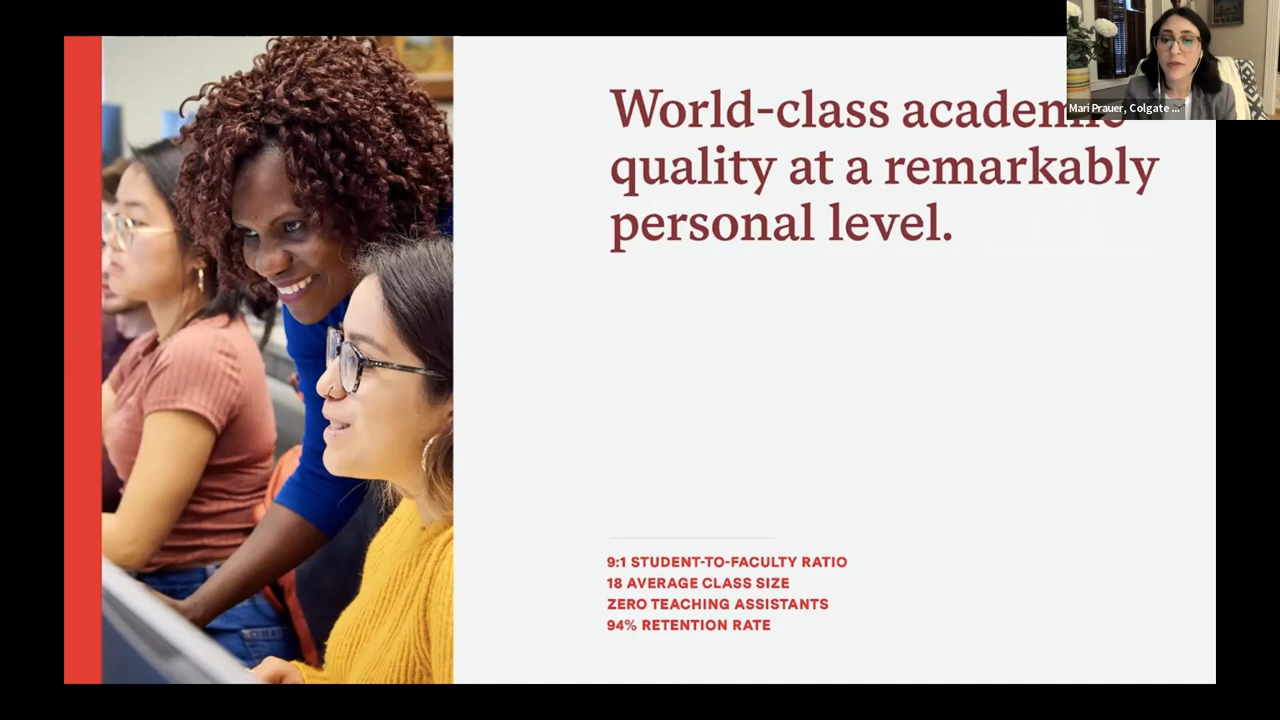 World-class academic
quality at a remarkably
personal level.
Mari Prauer, Colgate ...
9:1 STUDENT-TO-FACULTY RATIO
18 AVERAGE CLASS SIZE
ZERO TEACHING ASSISTANTS
94% RETENTION RATE